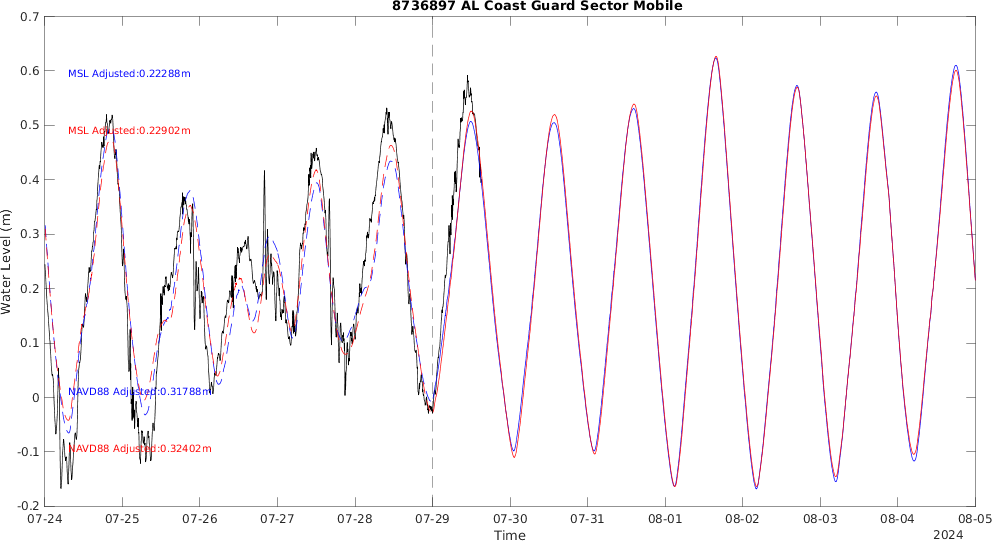 8736897 AL Coast Guard Sector Mobile
0.7
0.6
0.5
0.4
0.3
0.2
0.1
0
-0.1
-0.2
Water Level (m)
MSL Adjusted:0.22288m
MSL Adjusted:0.22902m
NAVD88 Adjusted:0.31788m
NAVD88 Adjusted:0.32402m
07-24 07-25 07-26 07-27 07-28 07-29 07-30 07-31 08-01 08-02 08-03 08-04 08-05
Time
2024